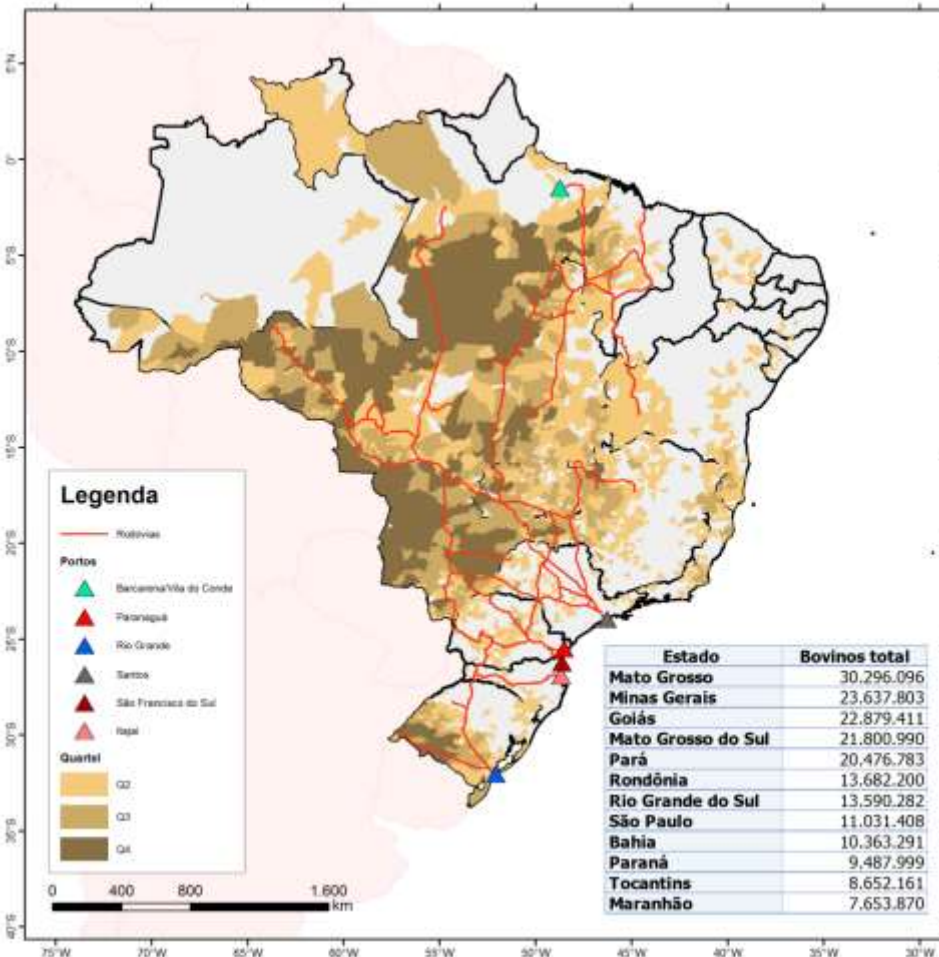 5°N
0°
5°S
10°S
15°S
20°S
25°S
30°S
35°S
40°S
Legenda
Rodovias
Portos
Barcarena/Vila do Conde
Paranaguá
Rio Grande
Santos
São Francisco do Sul
Itajaí
Quartel
Q2
Q3
Q4
0 400 800 1.600
km
Estado Bovinos total
Mato Grosso 30.296.096
Minas Gerais 23.637.803
Goiás 22.879.411
Mato Grosso do Sul 21.800.990
Pará 20.476.783
Rondônia 13.682.200
Rio Grande do Sul 13.590.282
São Paulo 11.031.408
Bahia 10.363.291
Paraná 9.487.999
Tocantins 8.652.161
Maranhão 7.653.870
75°W 70°W 65°W 60°W 55°W 50°W 45°W 40°W 35°W 30°W